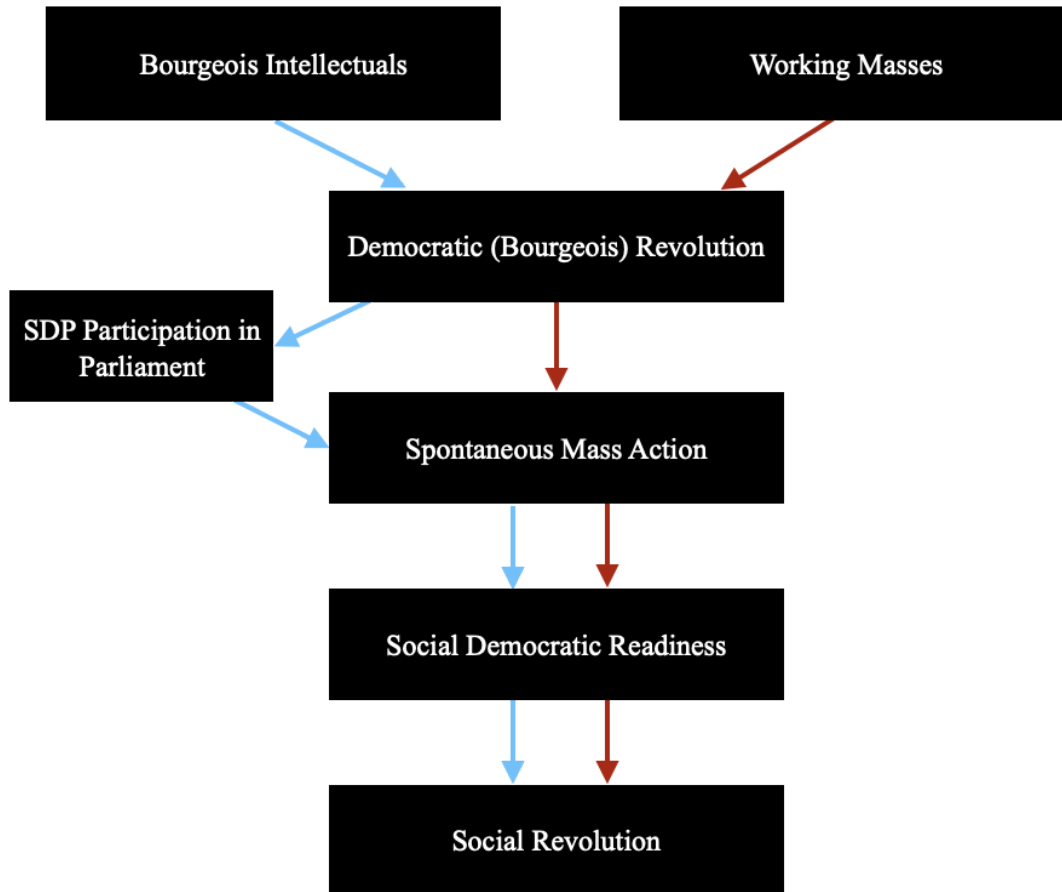 Bourgeois Intellectuals
Working Masses
Democratic (Bourgeois) Revolution
SDP Participation in
Parliament
Spontaneous Mass Action
Social Democratic Readiness
Social Revolution